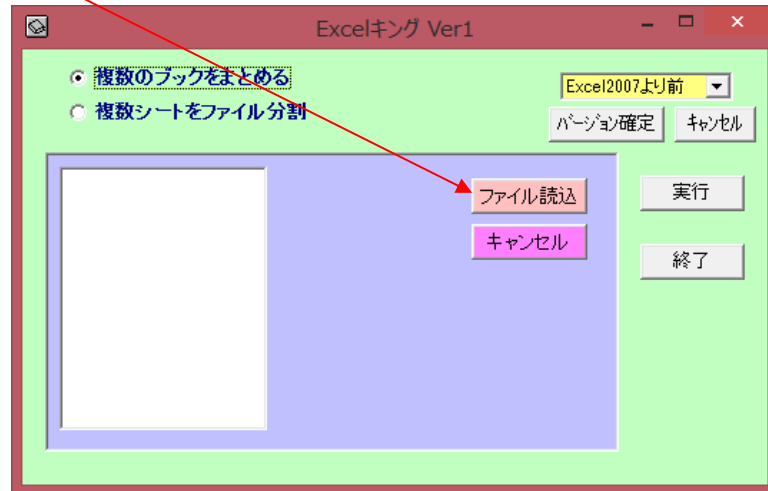 Excelキング Ver1
複数のブックをまとめる
複数シートをファイル分割
Excel2007より前
バージョン確定
キャンセル
ファイル読込
キャンセル
実行
終了